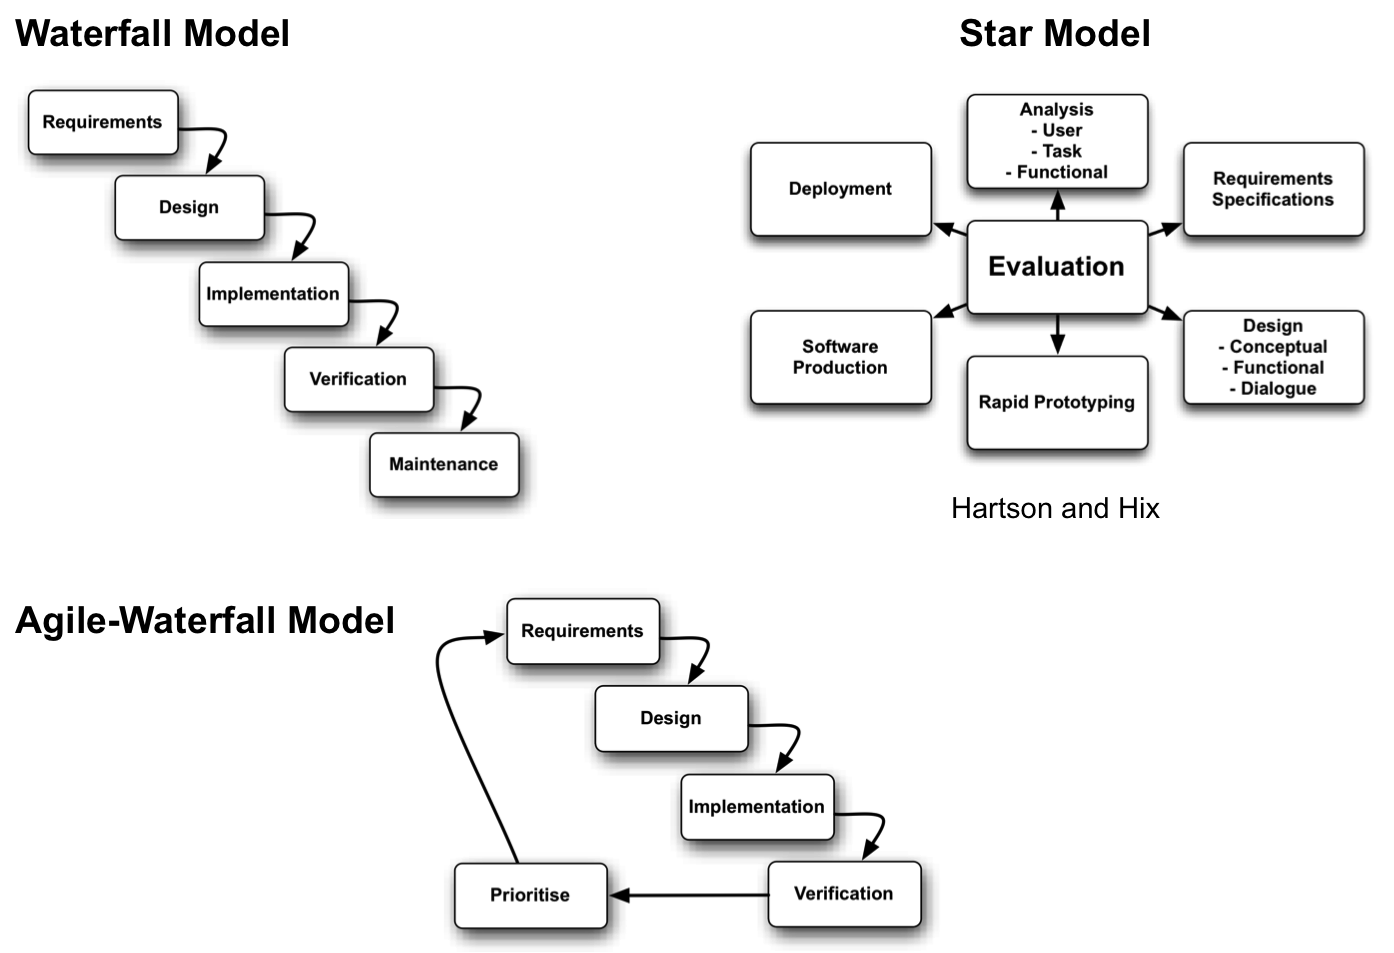 Waterfall Model
Requirements
Design
Implementation
Verification
Maintenance
Star Model
Analysis
- User
- Task
- Functional
Deployment
Requirements
Specifications
Evaluation
Software
Production
Rapid Prototyping
Design
- Conceptual
- Functional
- Dialogue
Hartson and Hix
Agile-Waterfall Model
Requirements
Design
Implementation
Verification
Prioritise